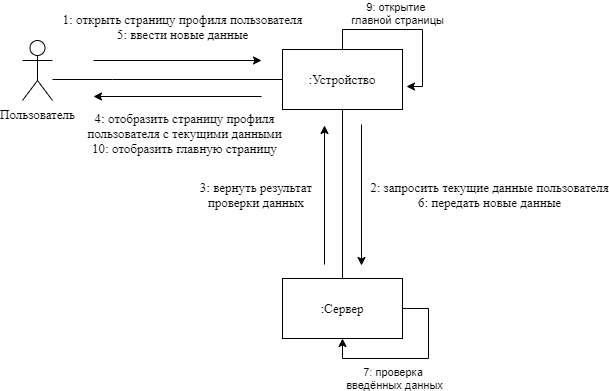 9: открытие
главной страницы
1: открыть страницу профиля пользователя
5: ввести новые данные
:Устройство
Пользователь
4: отобразить страницу профиля
пользователя с текущими данными
10: отобразить главную страницу
3: вернуть результат
проверки данных
2: запросить текущие данные пользователя
6: передать новые данные
:Сервер
7: проверка
введённых данных